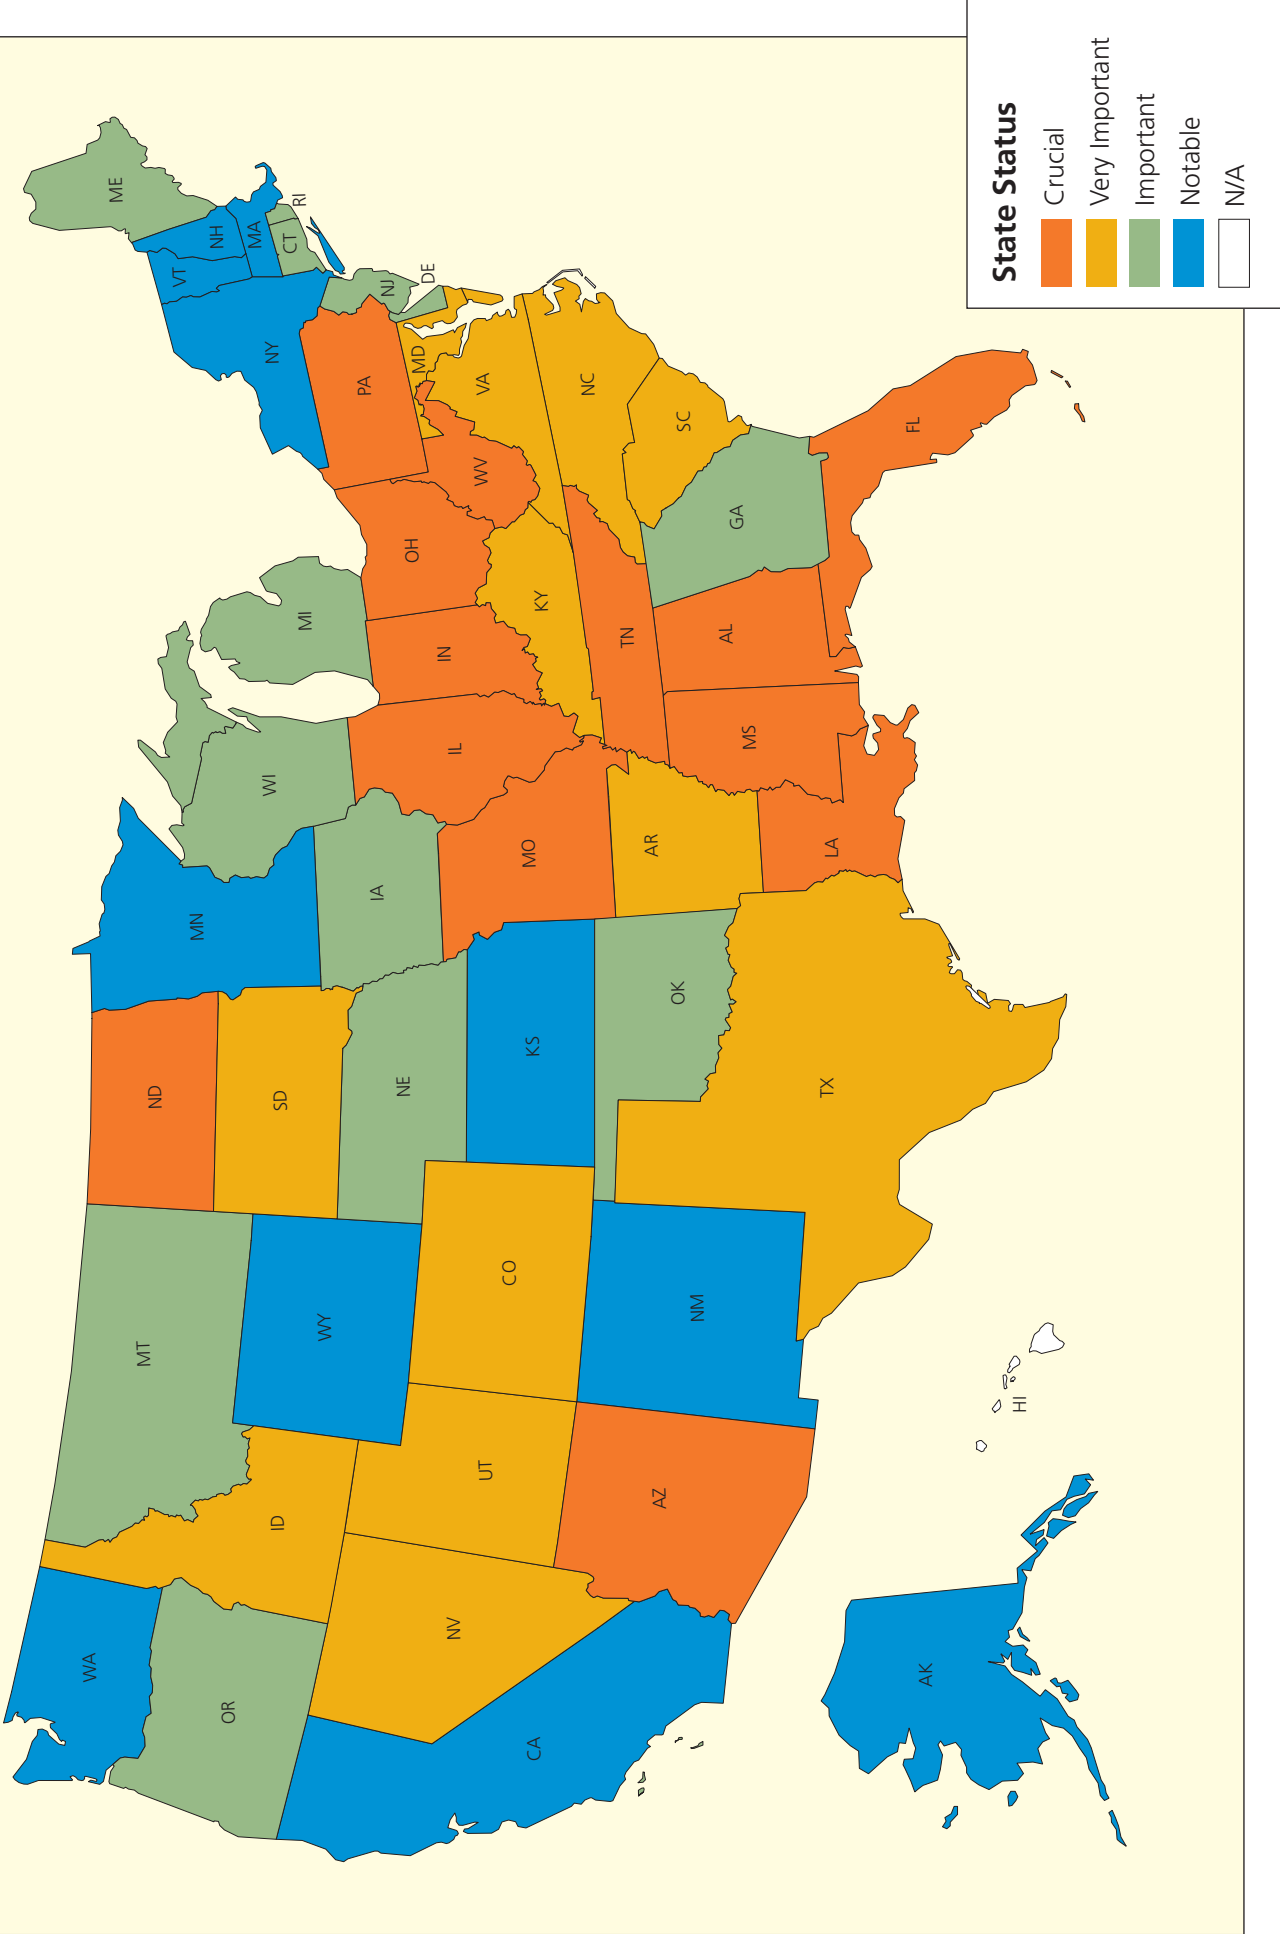 WA
OR
CA
NV
ID
MT
WY
UT
CO
AZ
NM
ND
SD
NE
KS
OK
TX
MN
IA
MO
AR
LA
WI
IL
MI
IN
OH
KY
TN
MS
AL
GA
FL
SC
NC
VA
WV
MD
DE
PA
NJ
NY
CT
RI
MA
VT
NH
ME
AK
HI
State Status
Crucial
Very Important
Important
Notable
N/A